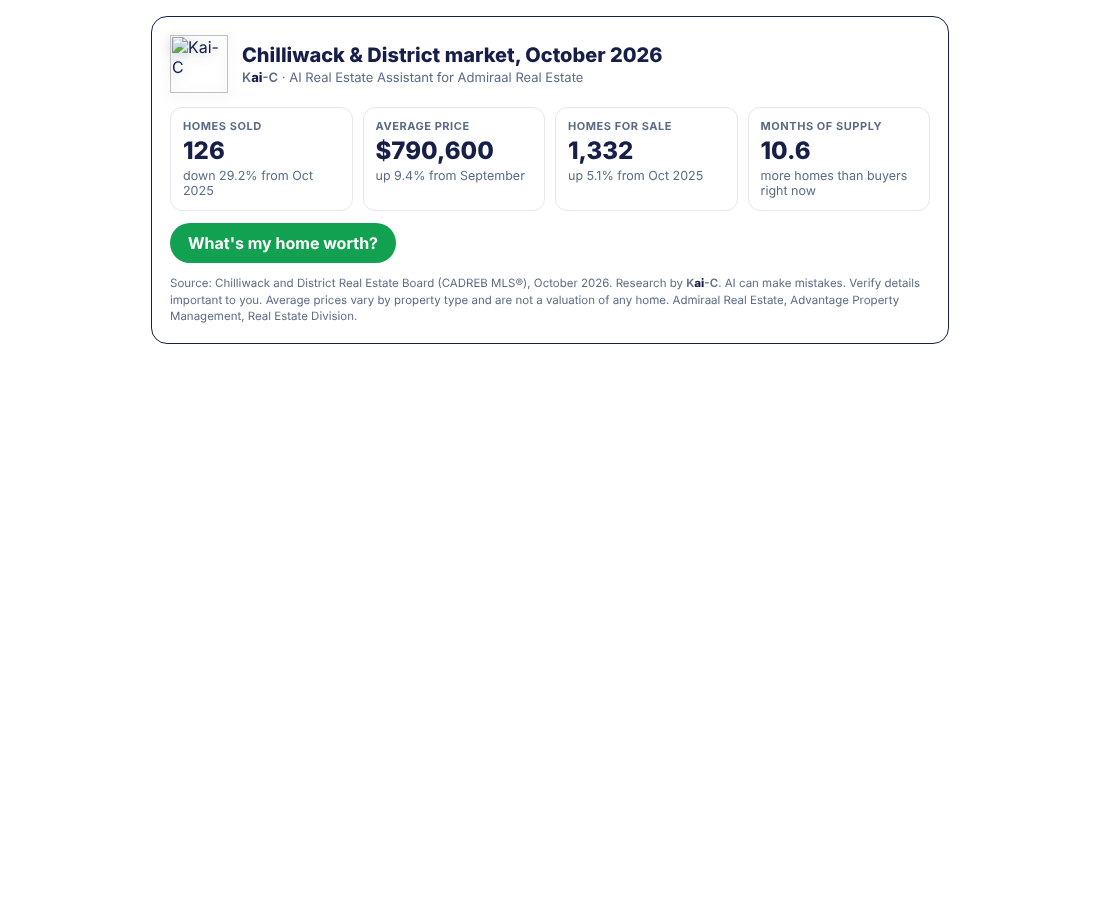 Kai-
C
Chilliwack & District market, October 2026
Kai-C · AI Real Estate Assistant for Admiraal Real Estate
HOMES SOLD
126
down 29.2% from Oct
2025
AVERAGE PRICE
$790,600
up 9.4% from September
HOMES FOR SALE
1,332
up 5.1% from Oct 2025
MONTHS OF SUPPLY
10.6
more homes than buyers
right now
What's my home worth?
Source: Chilliwack and District Real Estate Board (CADREB MLS®), October 2026. Research by Kai-C. AI can make mistakes. Verify details
important to you. Average prices vary by property type and are not a valuation of any home. Admiraal Real Estate, Advantage Property
Management, Real Estate Division.